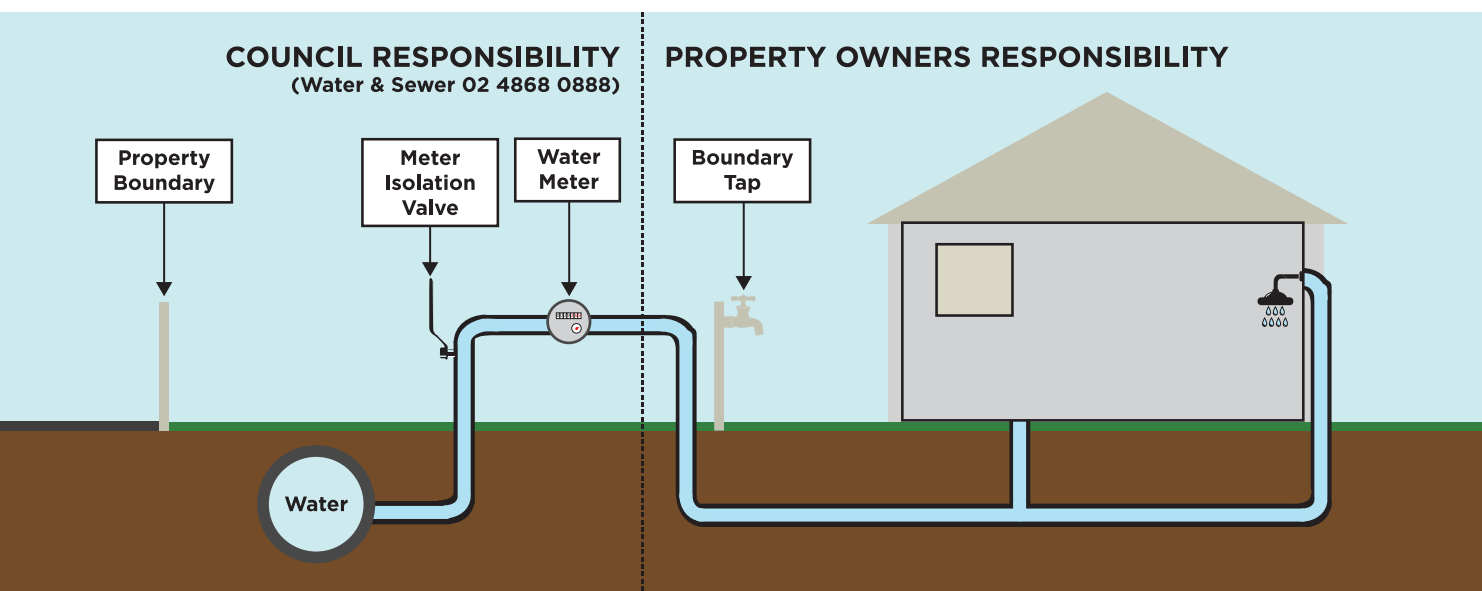 COUNCIL RESPONSIBILITY
(Water & Sewer 02 4868 0888)
PROPERTY OWNERS RESPONSIBILITY
Property
Boundary
Meter
Isolation
Valve
Water
Meter
Boundary
Tap
Water